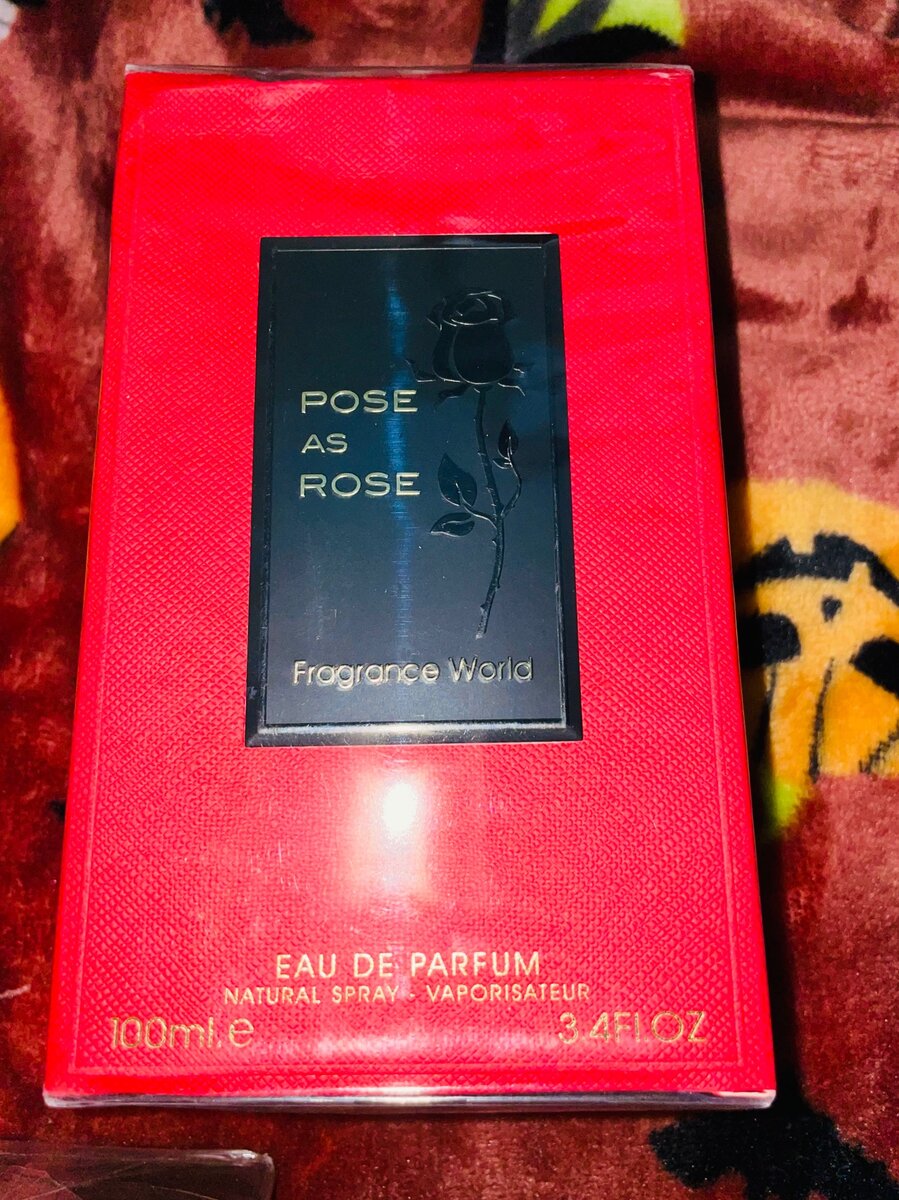 POSE
AS
ROSE
Fragrance World
EAU DE PARFUM
NATURAL SPRAY - VAPORISATEUR
100ml.e 3.4Fl.OZ